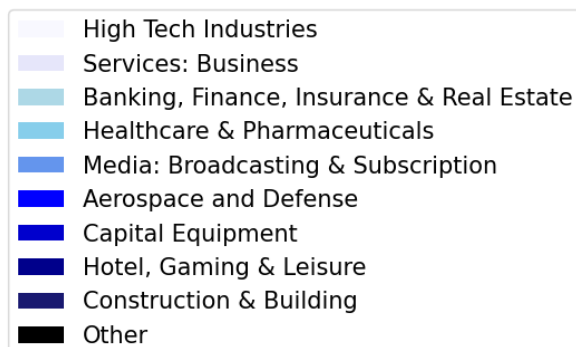 High Tech Industries
Services: Business
Banking, Finance, Insurance & Real Estate
Healthcare & Pharmaceuticals
Media: Broadcasting & Subscription
Aerospace and Defense
Capital Equipment
Hotel, Gaming & Leisure
Construction & Building
Other